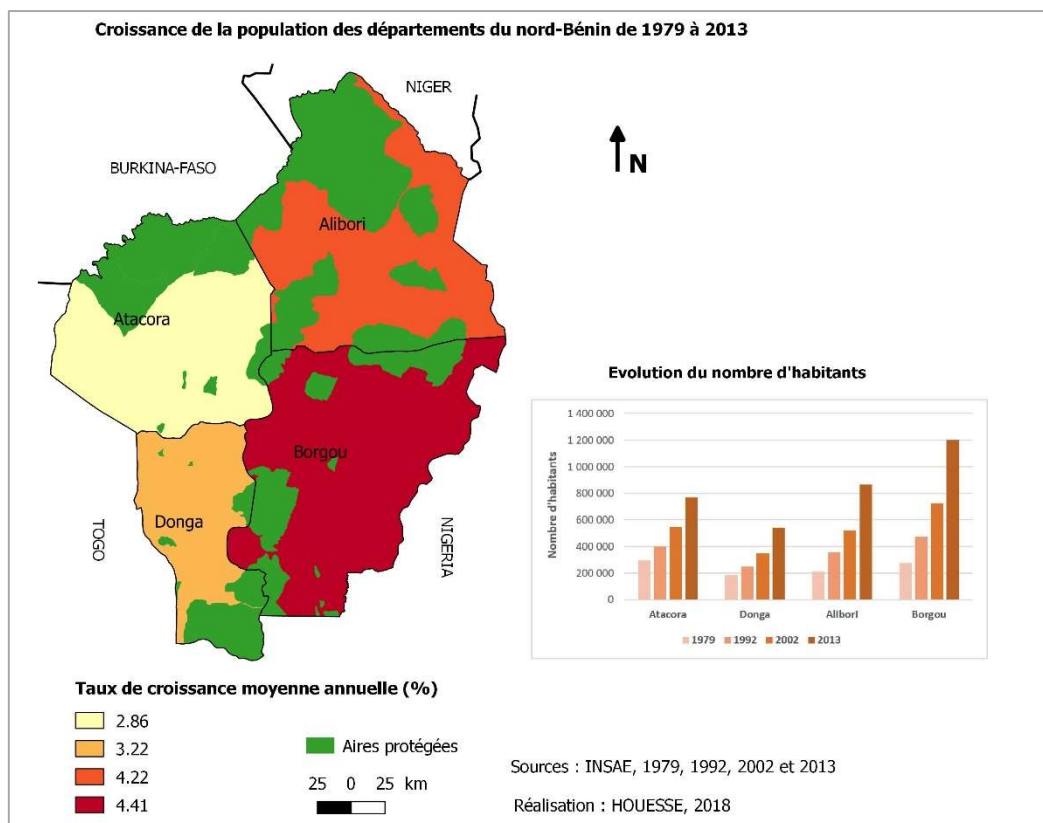 Croissance de la population des départements du nord-Bénin de 1979 à 2013
NIGER
BURKINA-FASO
N
Alibori
Atacora
Borgou
Donga
TOGO
NIGERIA
Evolution du nombre d'habitants
Nombre d'habitants
1 400 000
1 200 000
1 000 000
800 000
600 000
400 000
200 000
0
Atacora Donga Alibori Borgou
1979 1992 2002 2013
Taux de croissance moyenne annuelle (%)
2.86
3.22
4.22
4.41
Aires protégées
25 0 25 km
Sources : INSAE, 1979, 1992, 2002 et 2013
Réalisation : HOUESSE, 2018